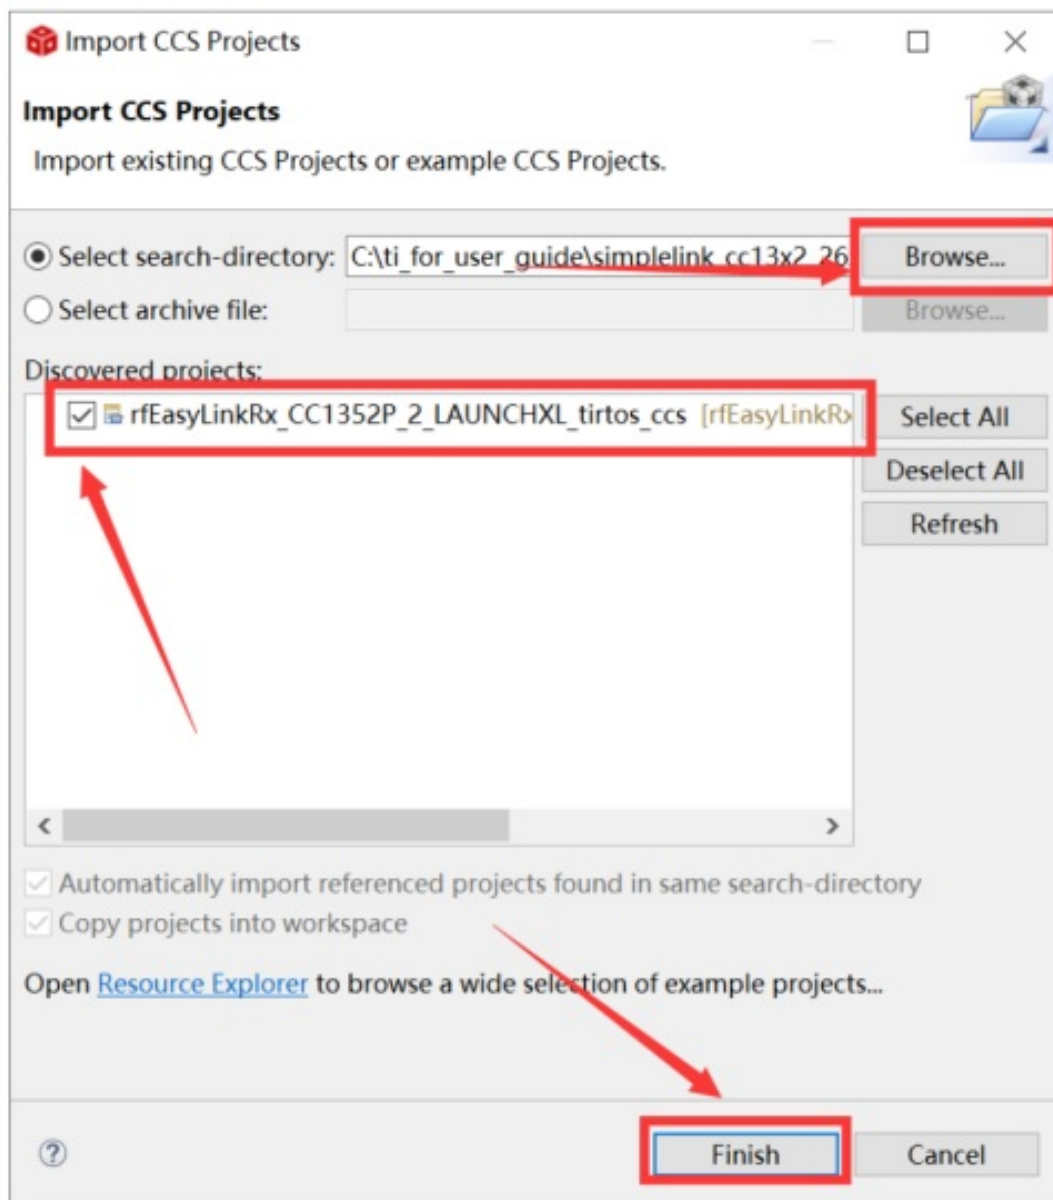 Import CCS Projects
Import CCS Projects
Import existing CCS Projects or example CCS Projects.
Select search-directory: C:\ti_for_user_guide\simplelink_cc13x2_26 Browse...
Select archive file: Browse...
Discovered projects:
rfEasyLinkRx_CC1352P_2_LAUNCHXL_tirtos_ccs [rfEasyLinkRx Select All
Deselect All
Refresh
Automatically import referenced projects found in same search-directory
Copy projects into workspace
Open Resource Explorer to browse a wide selection of example projects...
Finish Cancel